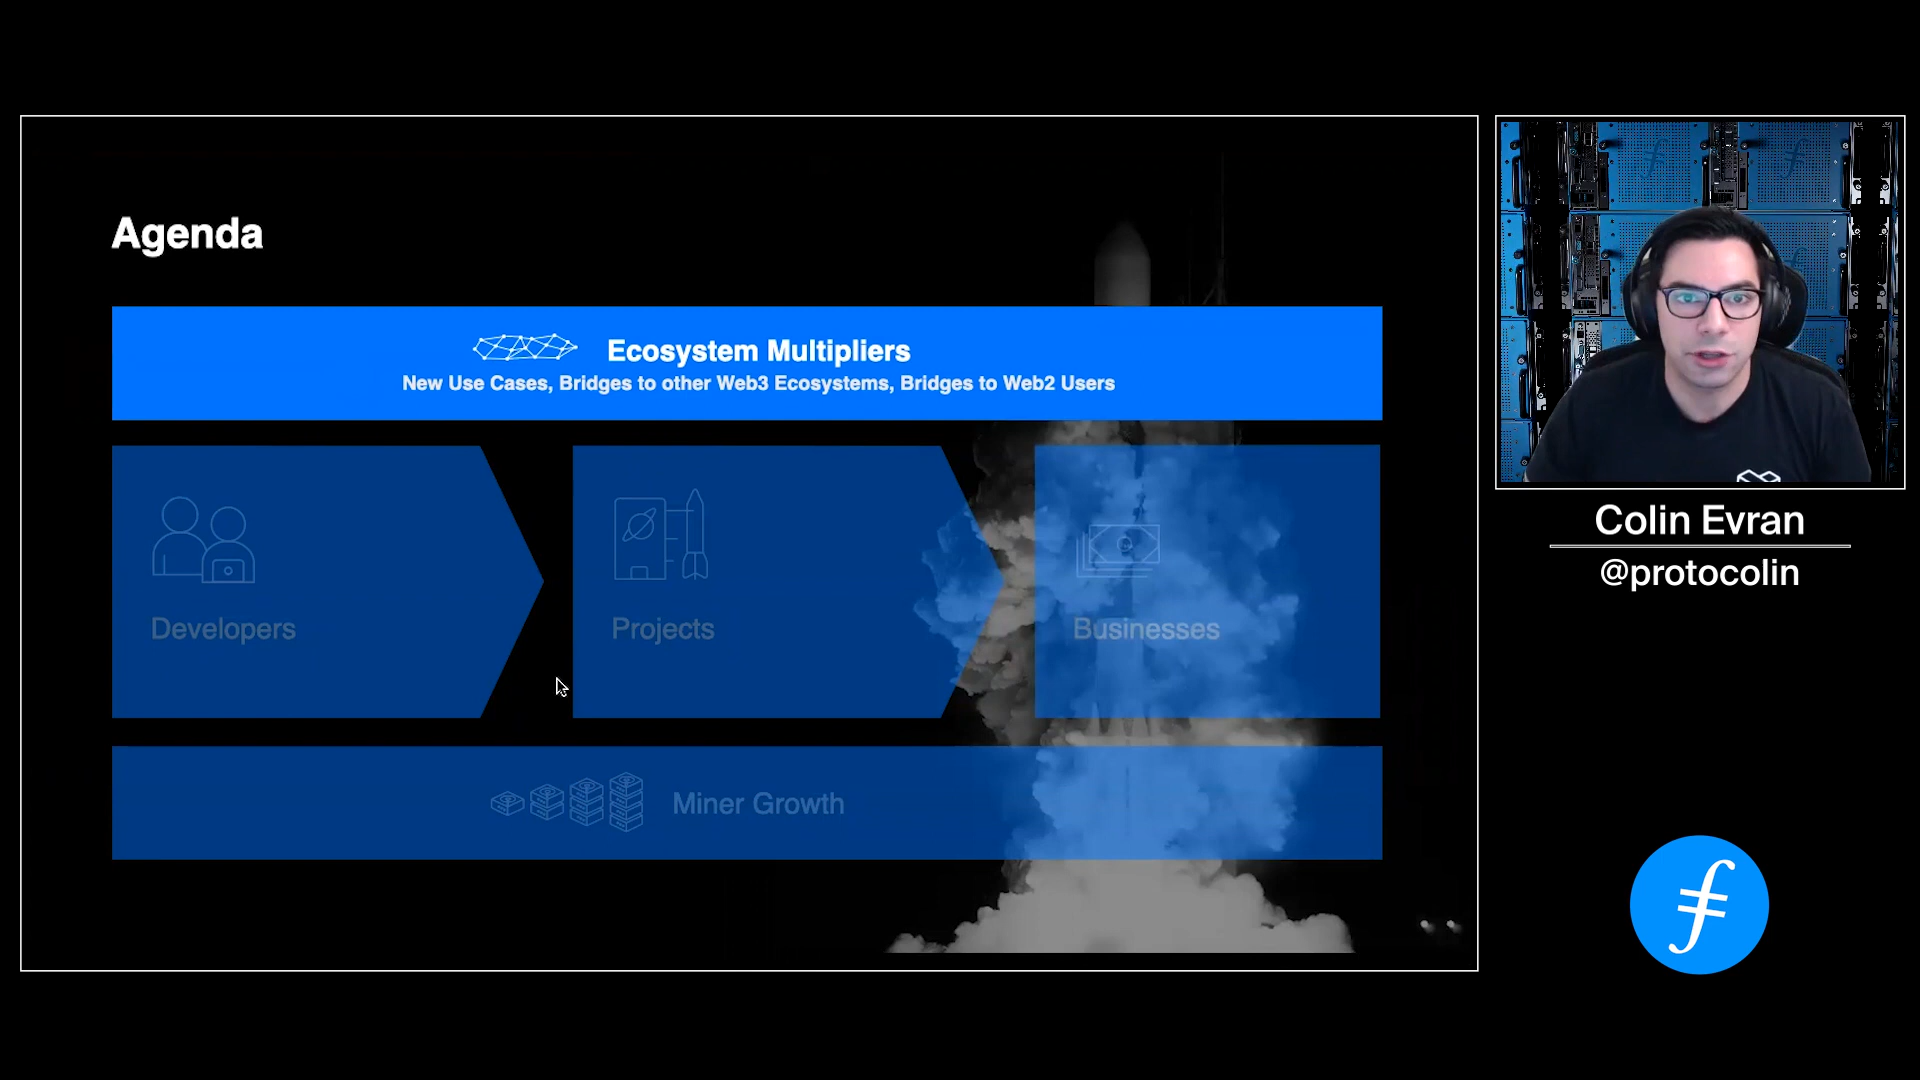 Agenda
Ecosystem Multipliers
New Use Cases, Bridges to other Web3 Ecosystems, Bridges to Web2 Users
Developers
Projects
Businesses
Miner Growth
Colin Evran
@protocolin